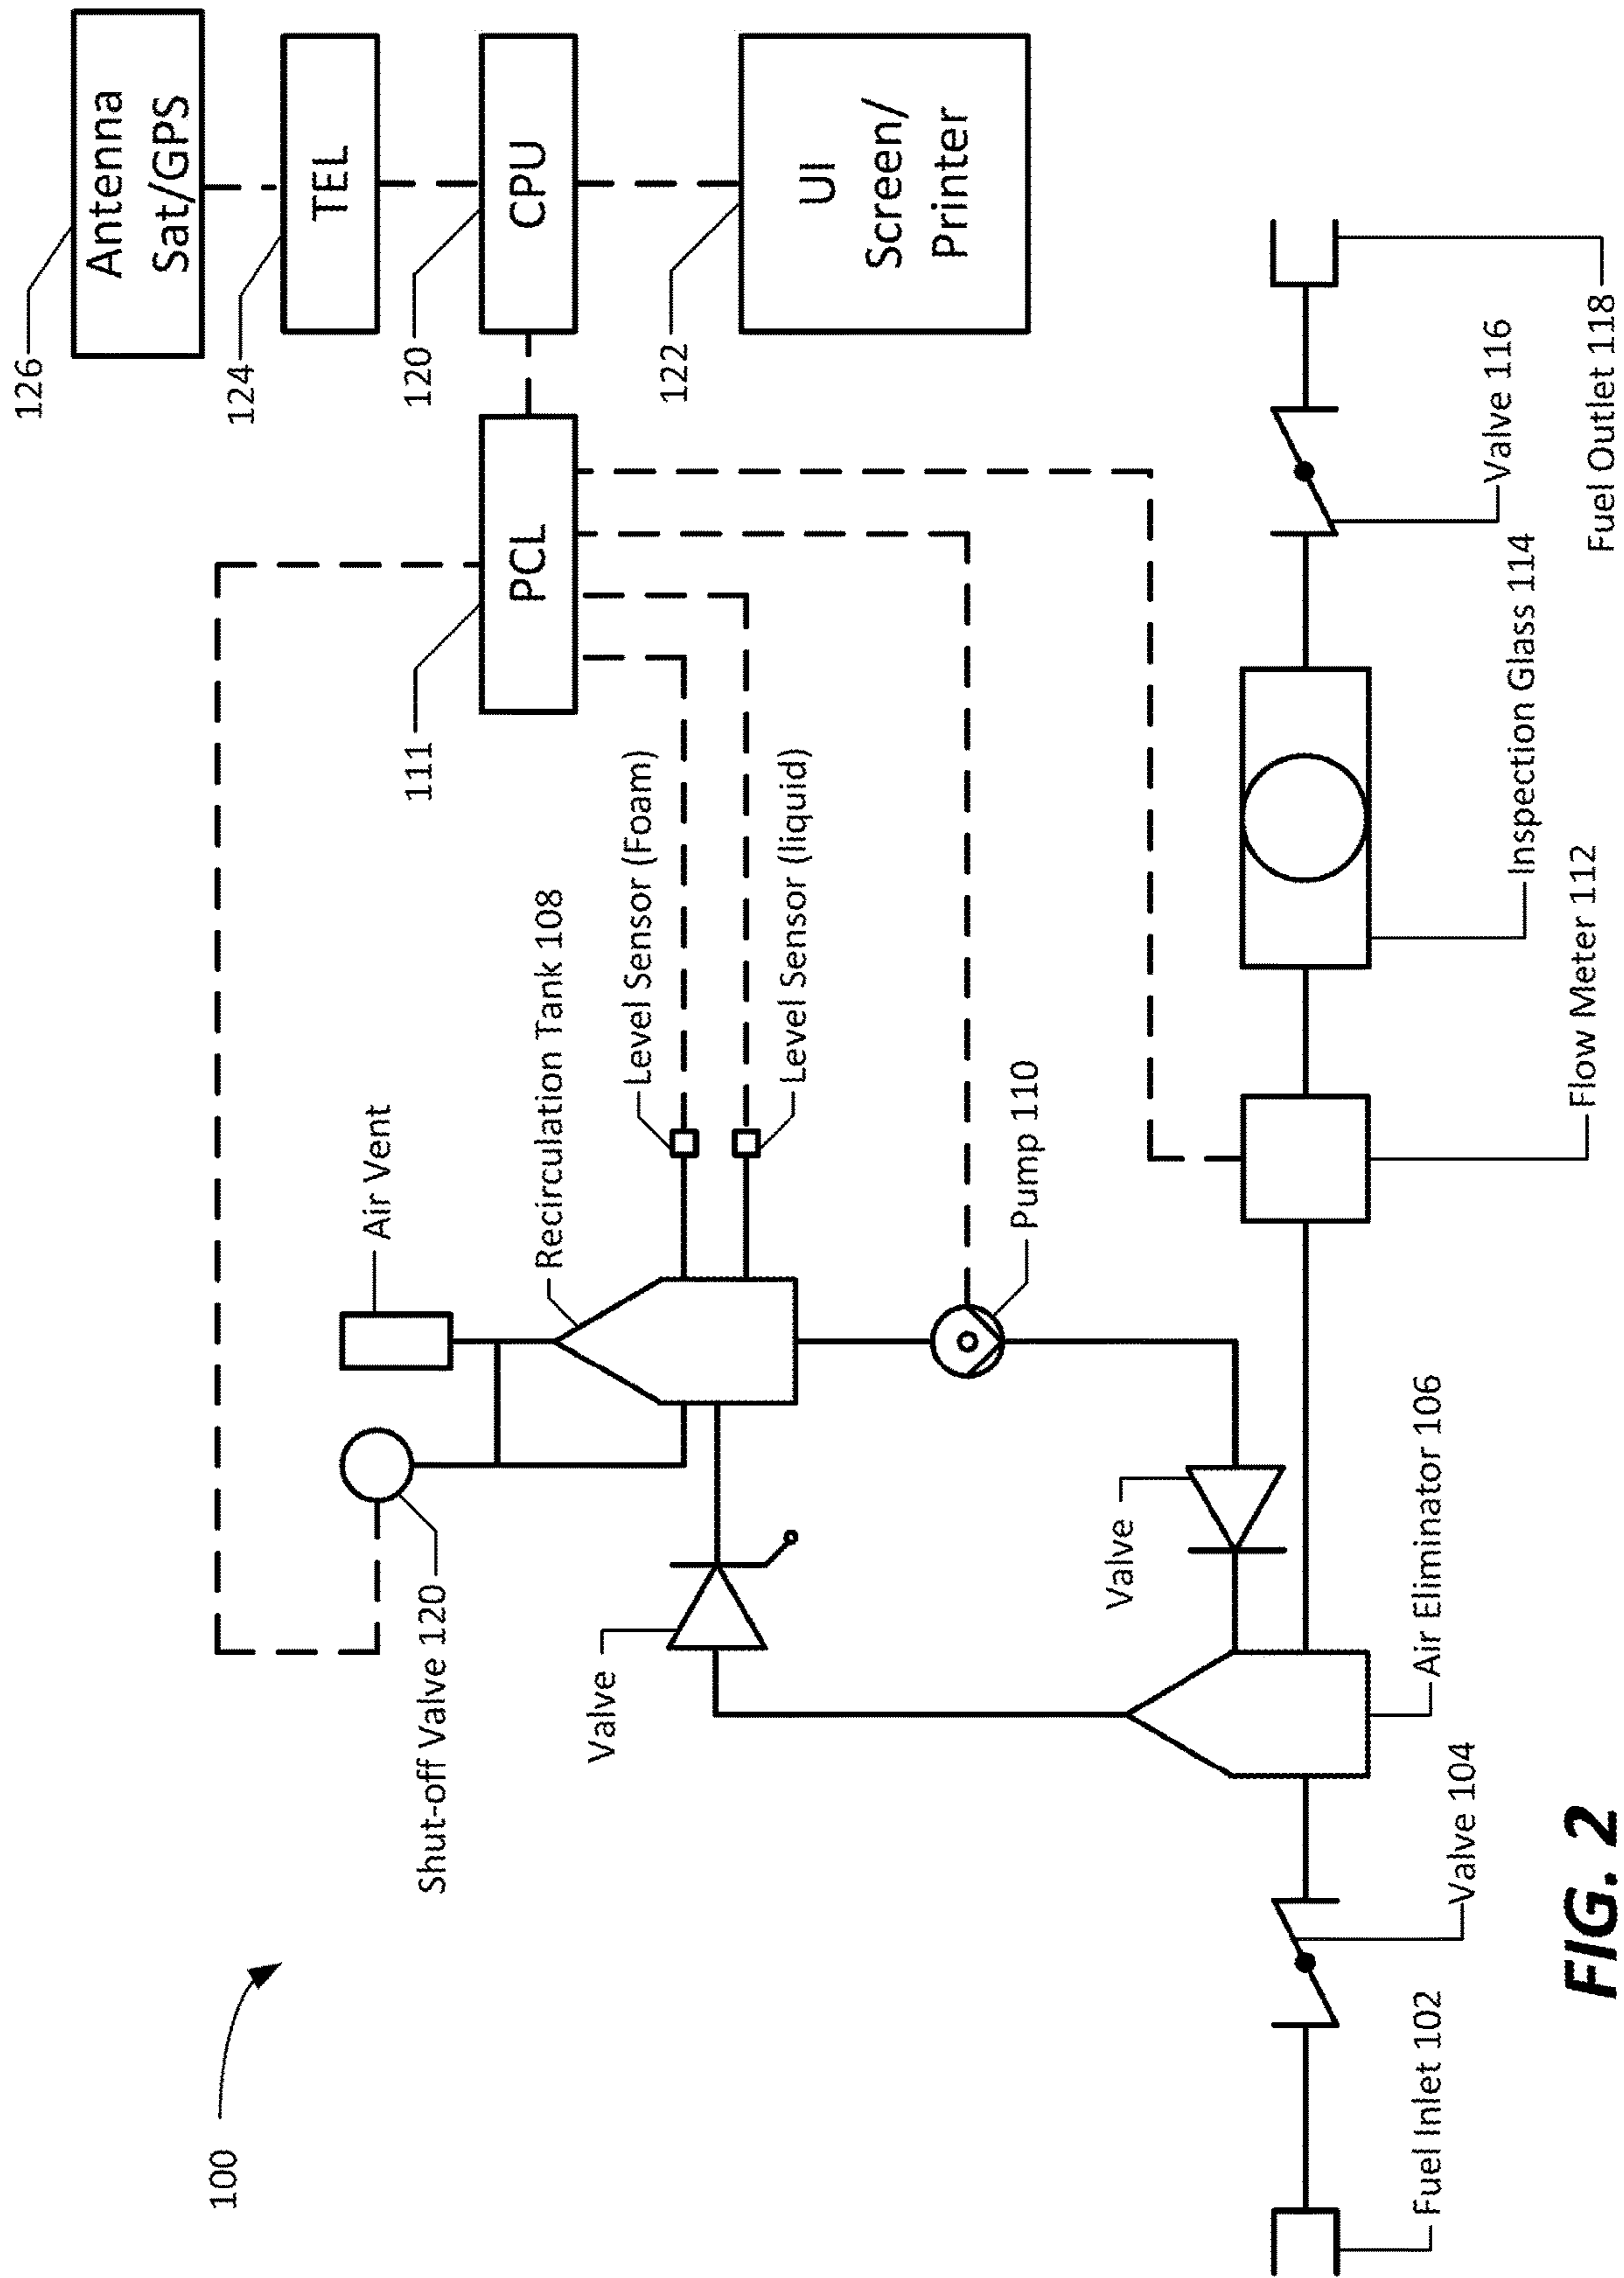 100
126
Antenna
Sat/GPS
124
TEL
120
CPU
122
UI
Screen/
Printer
111
PCL
Air Vent
Shut-off Valve 120
Recirculation Tank 108
Level Sensor (Foam)
Level Sensor (liquid)
Valve
Pump 110
Valve
Fuel Inlet 102
Valve 104
Air Eliminator 106
Flow Meter 112
Inspection Glass 114
Valve 116
Fuel Outlet 118
FIG. 2